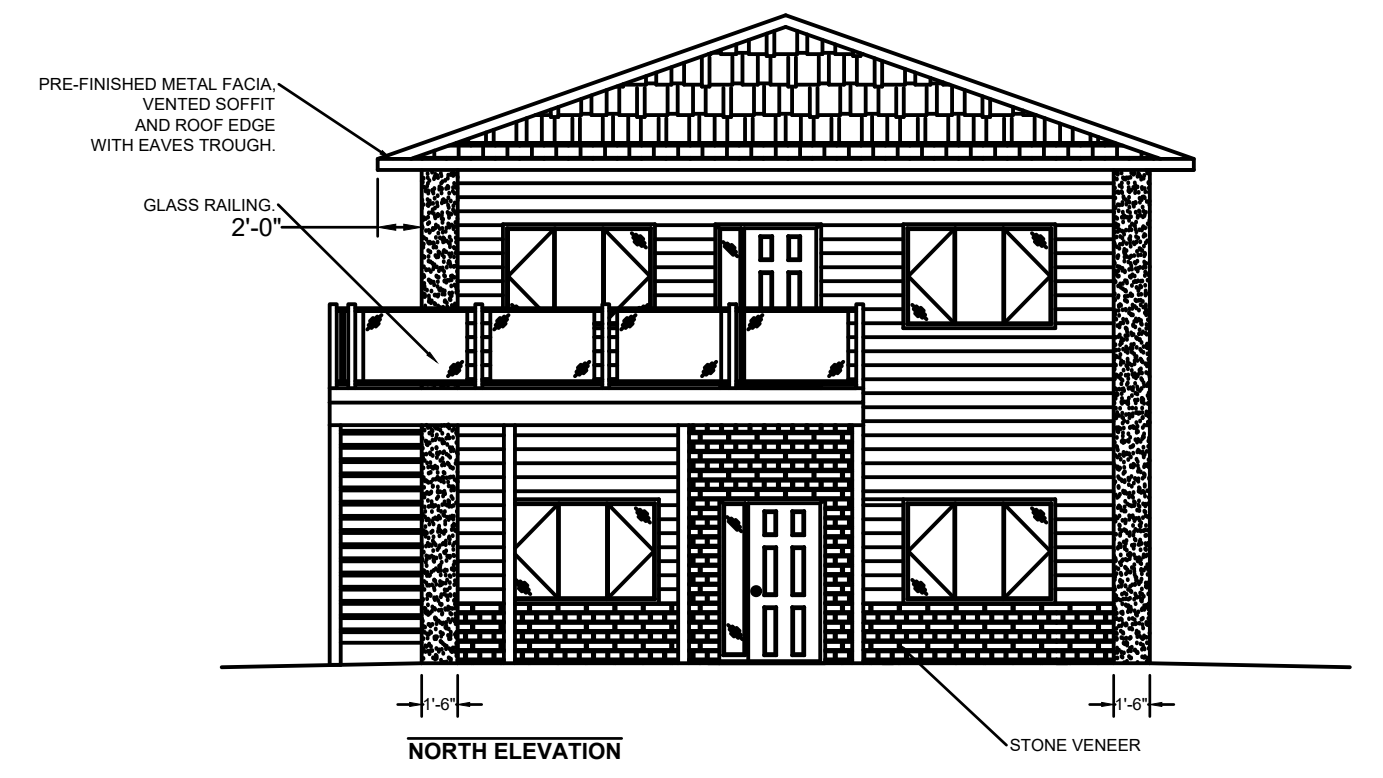 PRE-FINISHED METAL FACIA,
VENTED SOFFIT
AND ROOF EDGE
WITH EAVES TROUGH.
GLASS RAILING.
2'-0"
1'-6"
1'-6"
NORTH ELEVATION
STONE VENEER